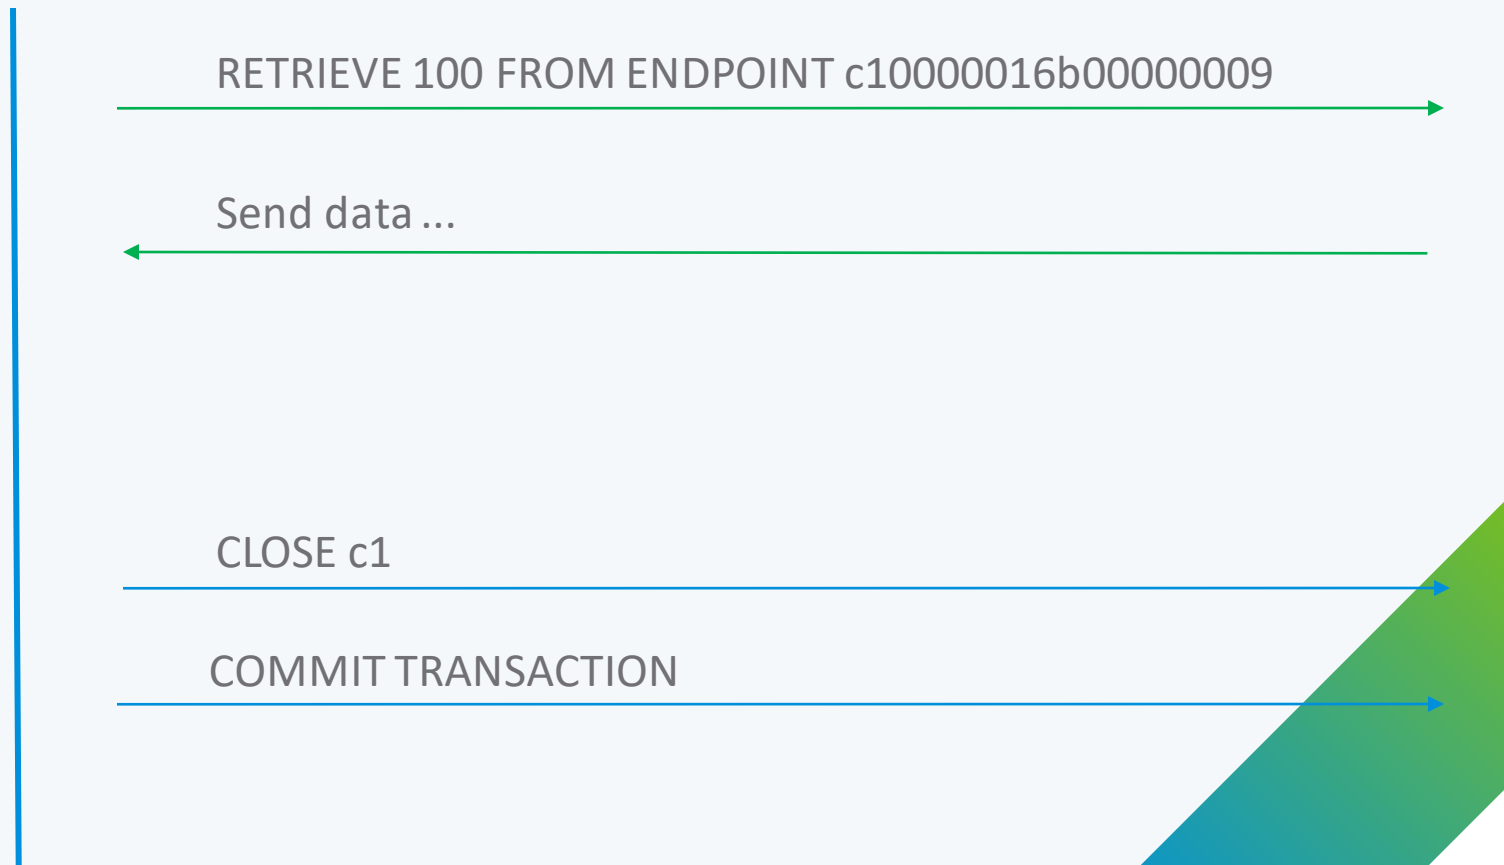 RETRIEVE 100 FROM ENDPOINT c10000016b00000009
Send data ...
CLOSE c1
COMMIT TRANSACTION